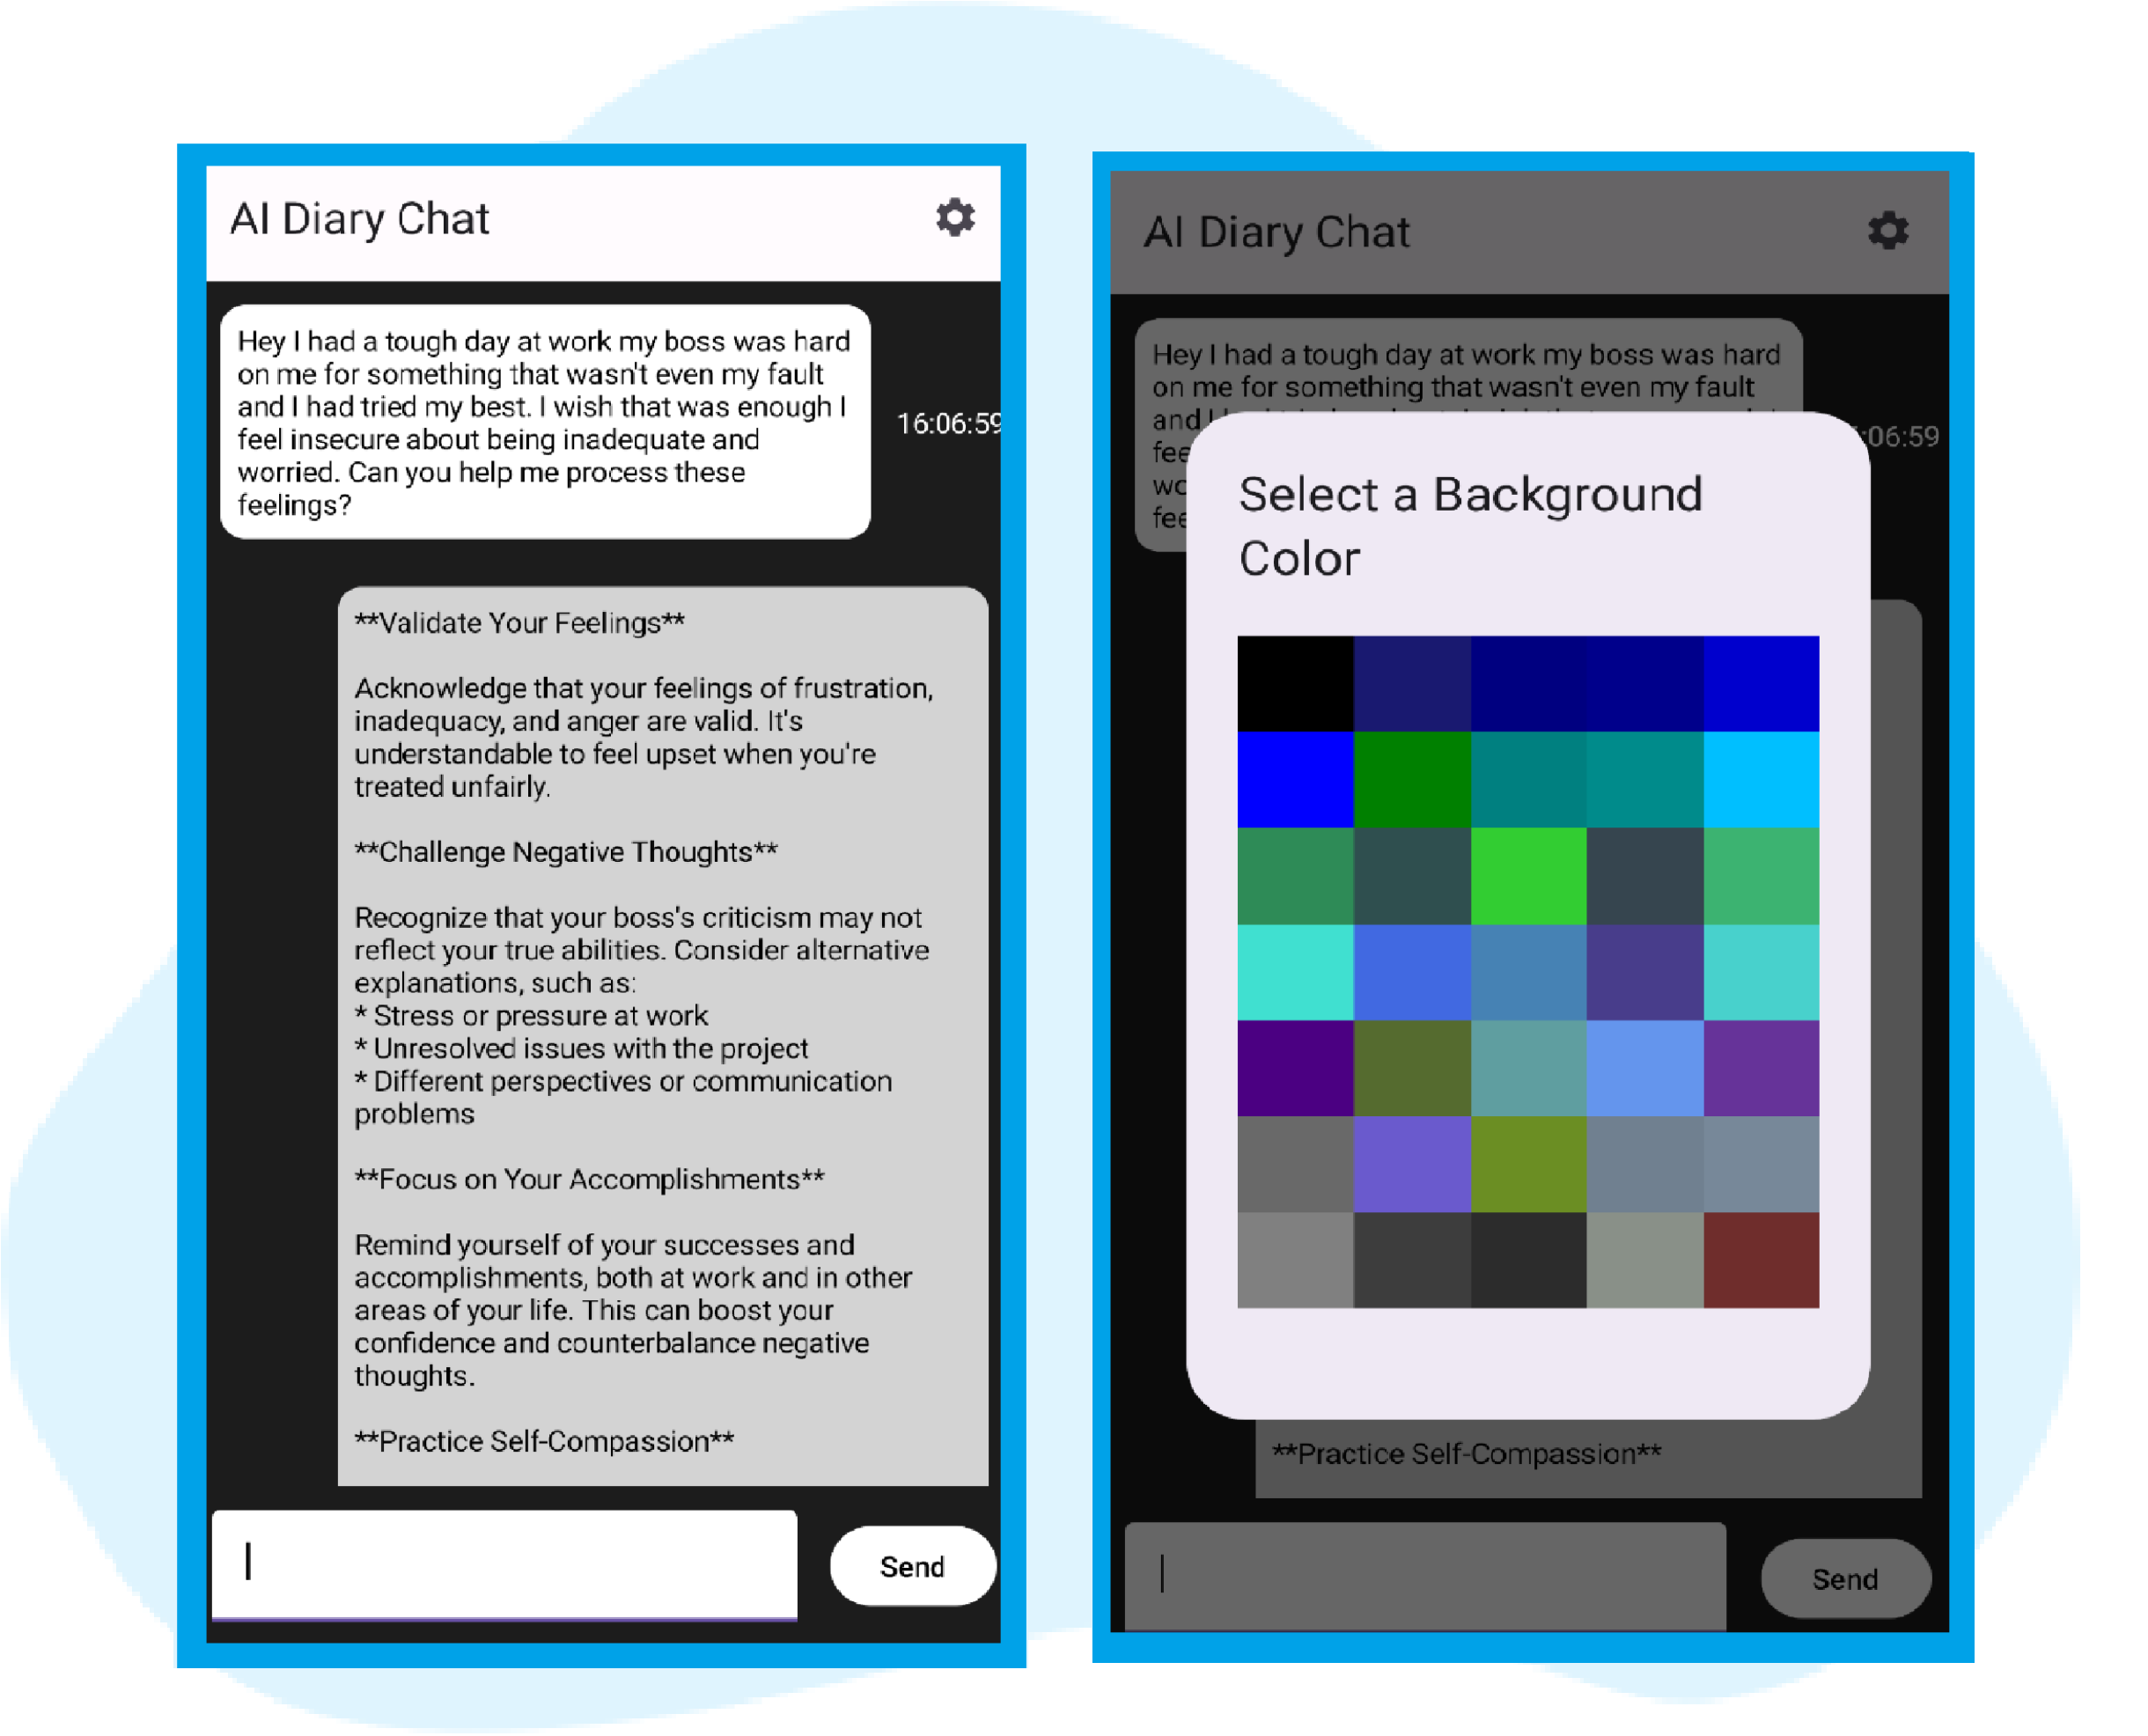 AI Diary Chat
Hey I had a tough day at work my boss was hard
on me for something that wasn't even my fault
and I had tried my best. I wish that was enough I
feel insecure about being inadequate and
worried. Can you help me process these
feelings?
16:06:59
**Validate Your Feelings**
Acknowledge that your feelings of frustration,
inadequacy, and anger are valid. It's
understandable to feel upset when you're
treated unfairly.
**Challenge Negative Thoughts**
Recognize that your boss's criticism may not
reflect your true abilities. Consider alternative
explanations, such as:
* Stress or pressure at work
* Unresolved issues with the project
* Different perspectives or communication
problems
**Focus on Your Accomplishments**
Remind yourself of your successes and
accomplishments, both at work and in other
areas of your life. This can boost your
confidence and counterbalance negative
thoughts.
**Practice Self-Compassion**
Send
AI Diary Chat
Hey I had a tough day at work my boss was hard
on me for something that wasn't even my fault
and
:06:59
Select a Background
Color
**Practice Self-Compassion**
Send